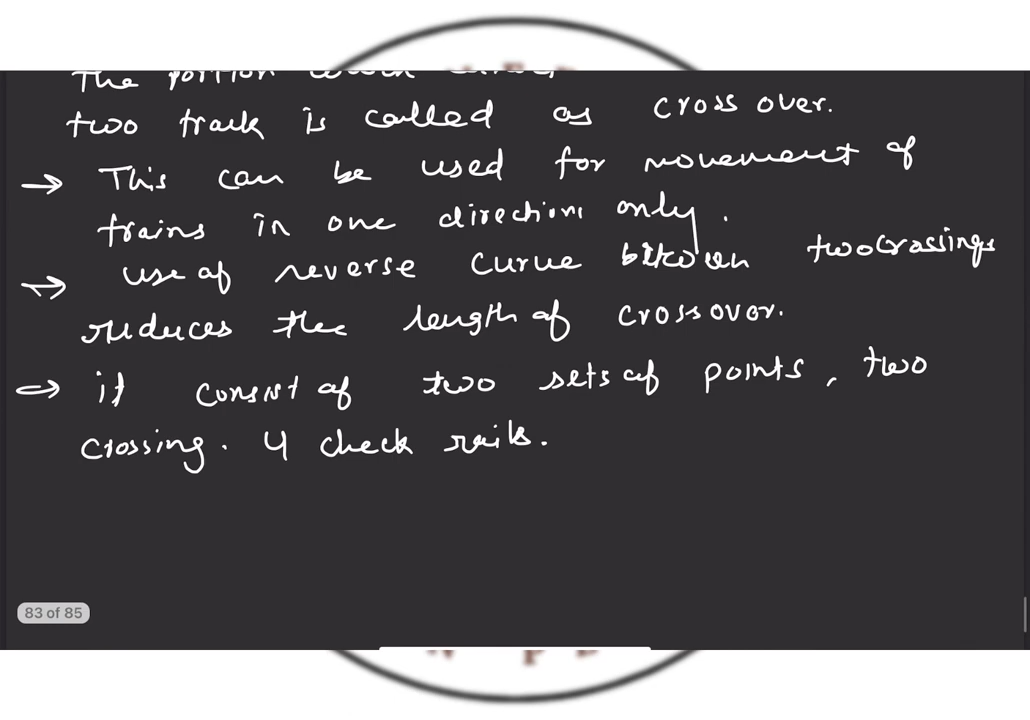 The portion
two track is called as cross over.
→ This can be used for movement of
trains in one direction only.
→ use of reverse curve between two crossings
reduces the length of crossover.
⇒ it consist of two sets of points, two
crossing. 4 check rails.
83 of 85